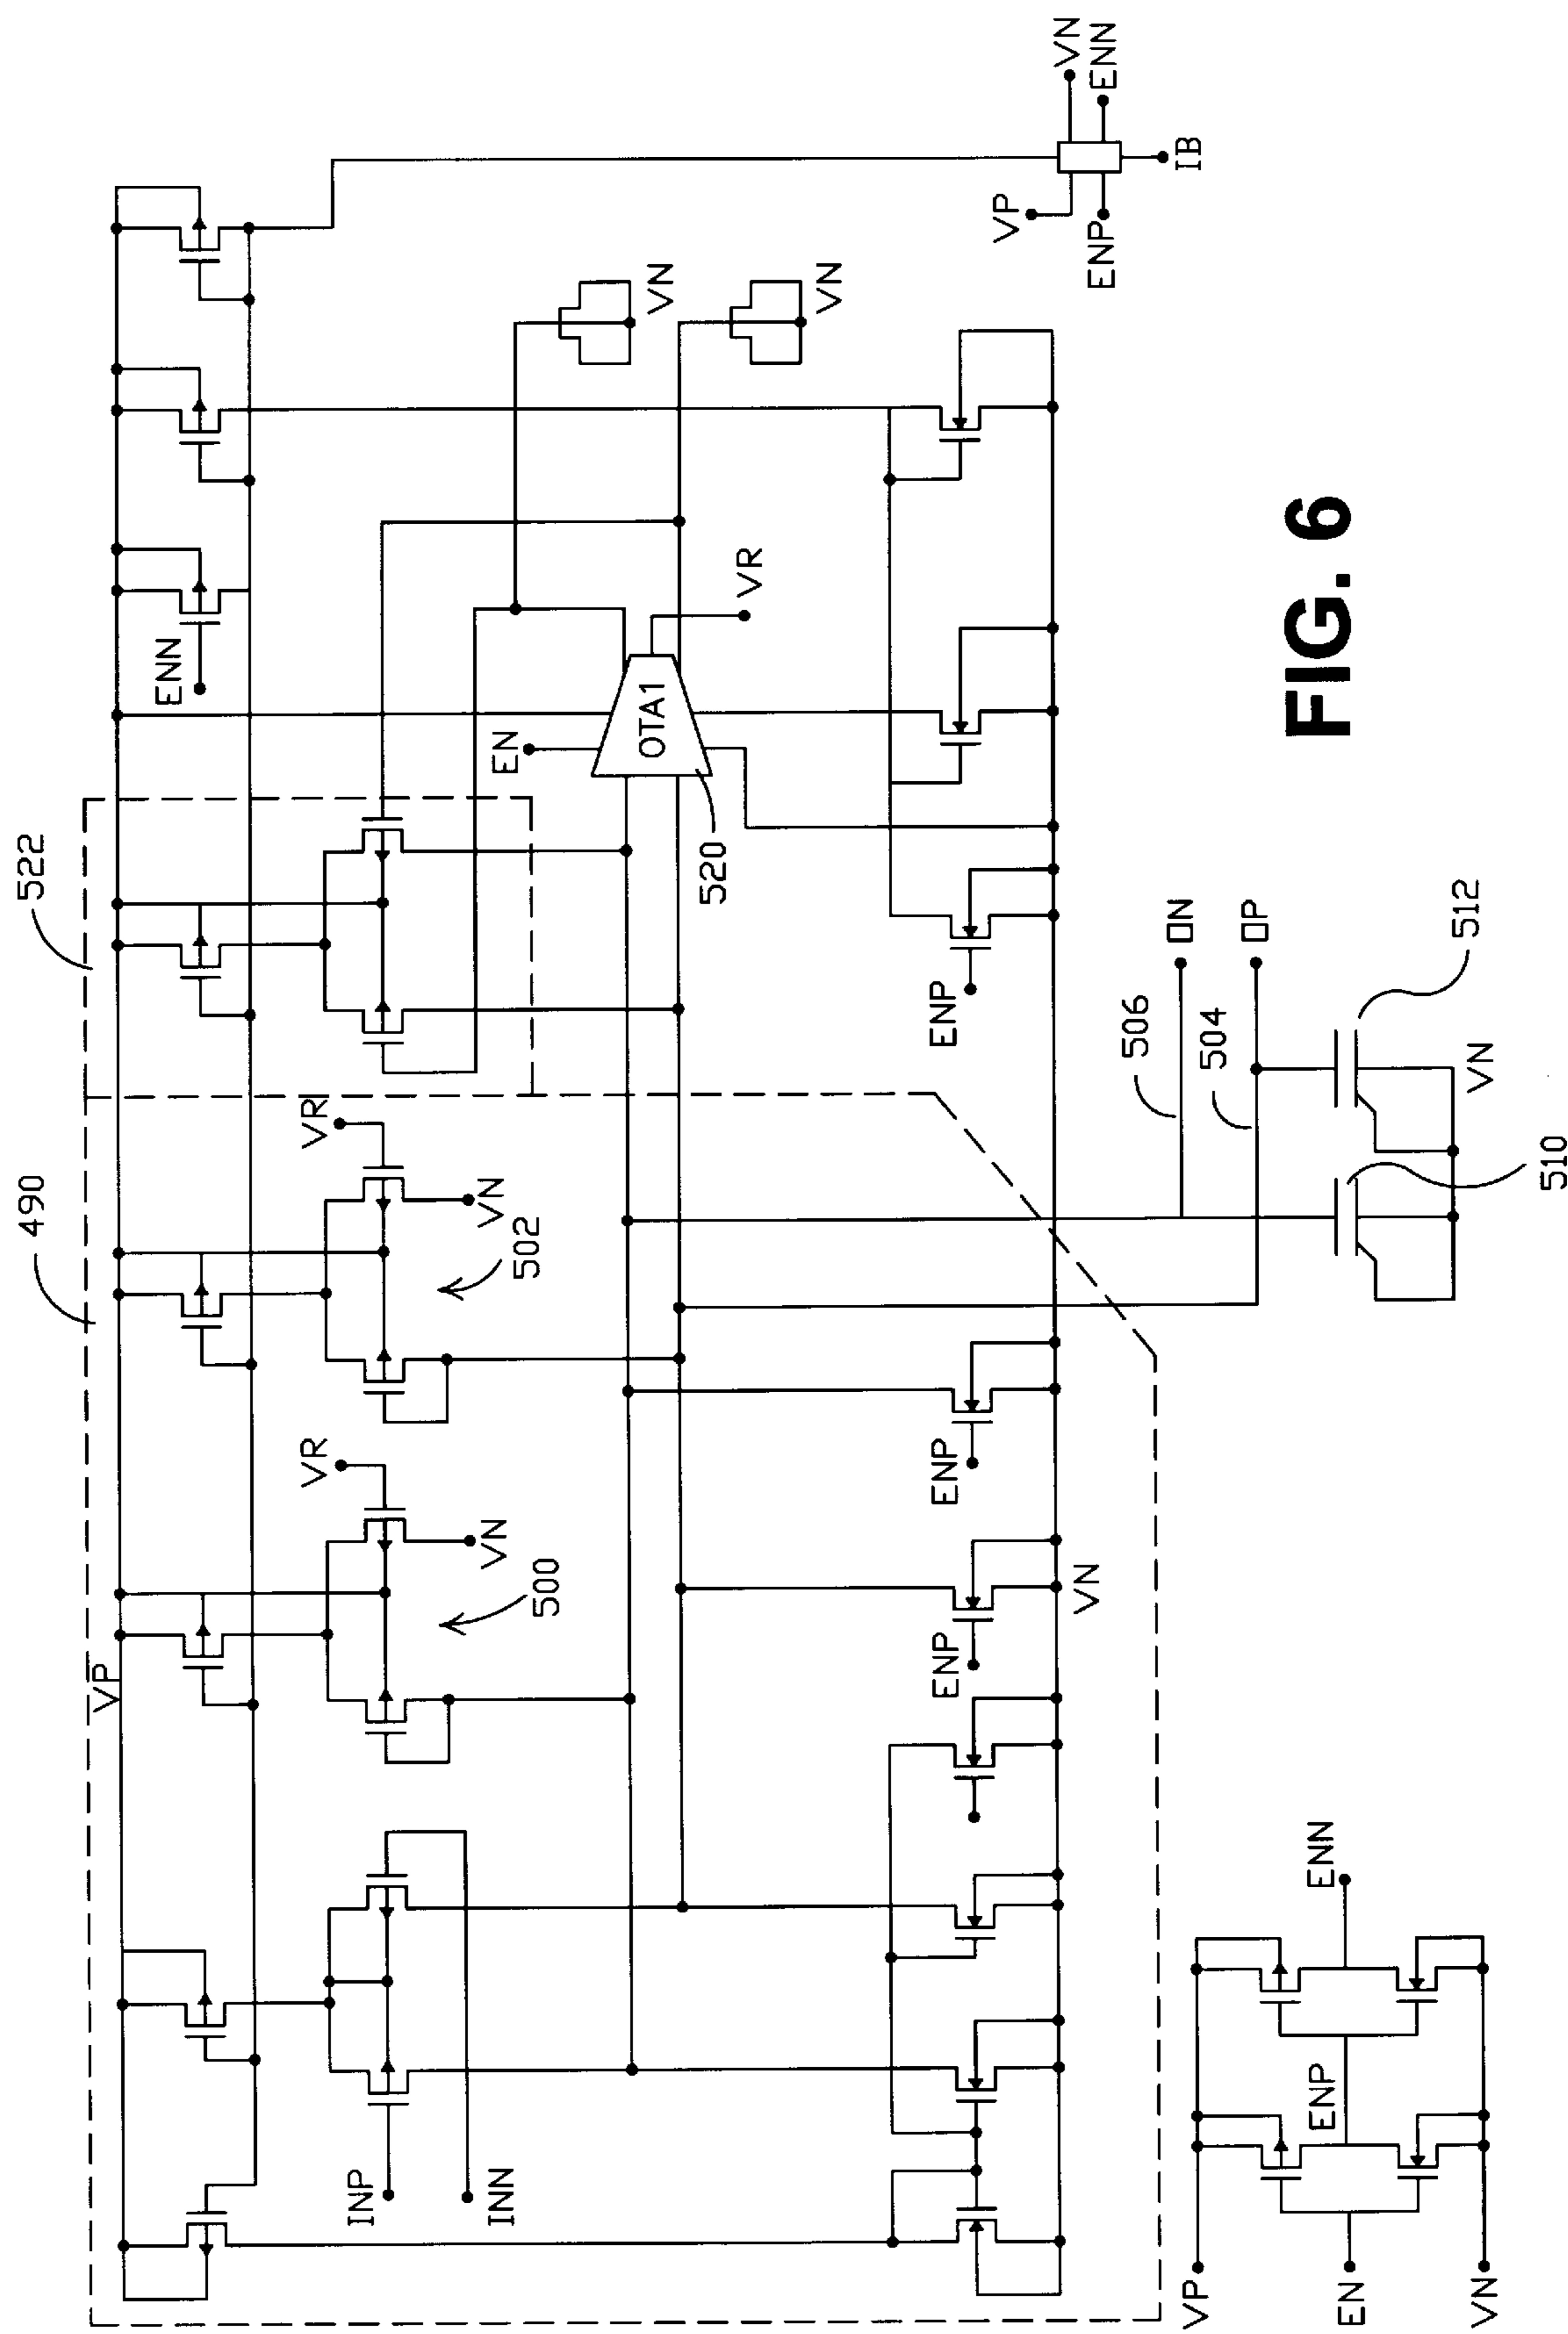 490
522
VP
ENN
VR
VR
INP
INN
VN
VN
EN
500
502
OTA1
VN
520
VR
VN
ENP
ENP
ENP
VP
VN
VN
ENP
ENN
506
ON
IB
VP
504
OP
ENP
ENN
FIG. 6
EN
512
VN
VN
510